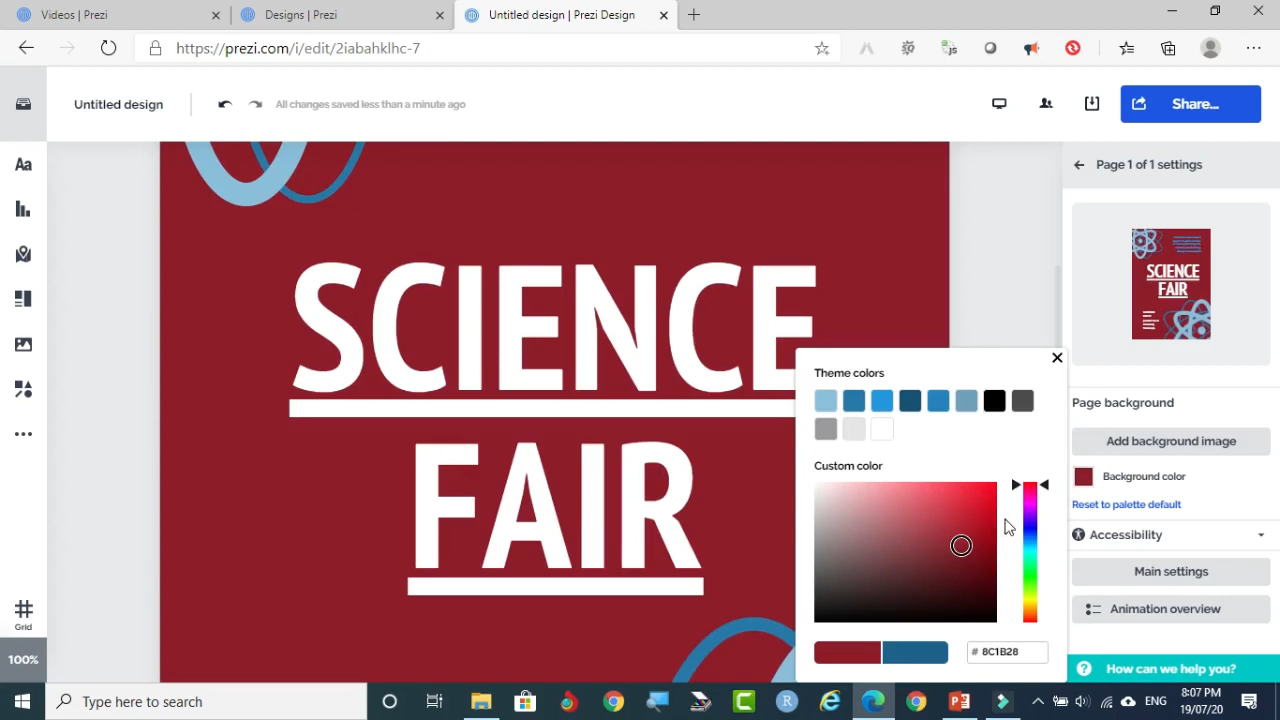 Videos | Prezi
Designs | Prezi
Untitled design | Prezi Design
https://prezi.com/i/edit/2iabahklhc-7
Untitled design
All changes saved less than a minute ago
Share...
Aa
Page 1 of 1 settings
SCIENCE
FAIR
SCIENCE
FAIR
Theme colors
Custom color
# 8C1B28
Page background
Add background image
Background color
Reset to palette default
Accessibility
Main settings
Animation overview
Grid
100%
How can we help you?
Type here to search
ENG
8:07 PM
19/07/20